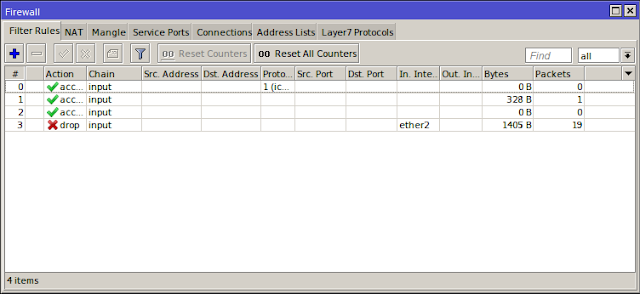 Firewall
Filter Rules NAT Mangle Service Ports Connections Address Lists Layer7 Protocols
00 Reset Counters 00 Reset All Counters Find all
# Action Chain Src. Address Dst. Address Proto... Src. Port Dst. Port In. Inte... Out. In... Bytes Packets
0 acc... input 1 (ic... 0 B 0
1 acc... input 328 B 1
2 acc... input 0 B 0
3 drop input ether2 1405 B 19
4 items